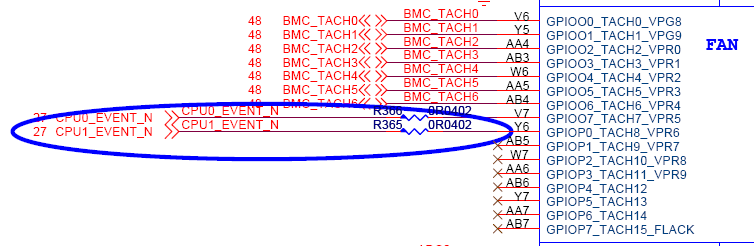 48 BMC_TACH0 BMC_TACH0 V6 GPIOO0_TACH0_VPG8
48 BMC_TACH1 BMC_TACH1 Y5 GPIOO1_TACH1_VPG9
48 BMC_TACH2 BMC_TACH2 AA4 GPIOO2_TACH2_VPR0
FAN
48 BMC_TACH3 BMC_TACH3 AB3 GPIOO3_TACH3_VPR1
48 BMC_TACH4 BMC_TACH4 W6 GPIOO4_TACH4_VPR2
48 BMC_TACH5 BMC_TACH5 AA5 GPIOO5_TACH5_VPR3
48 BMC_TACH6 BMC_TACH6 AB4 GPIOO6_TACH6_VPR4
27 CPU0_EVENT_N CPU0_EVENT_N 0R0402 V7 GPIOO7_TACH7_VPR5
27 CPU1_EVENT_N CPU1_EVENT_N R365 0R0402 Y6 GPIOP0_TACH8_VPR6
AB5 GPIOP1_TACH9_VPR7
W7 GPIOP2_TACH10_VPR8
AA6 GPIOP3_TACH11_VPR9
AB6 GPIOP4_TACH12
Y7 GPIOP5_TACH13
AA7 GPIOP6_TACH14
AB7 GPIOP7_TACH15_FLACK